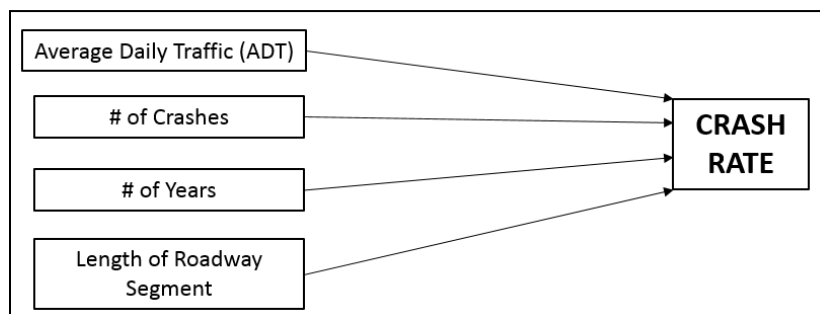 Average Daily Traffic (ADT)
# of Crashes
# of Years
Length of Roadway
Segment
CRASH
RATE